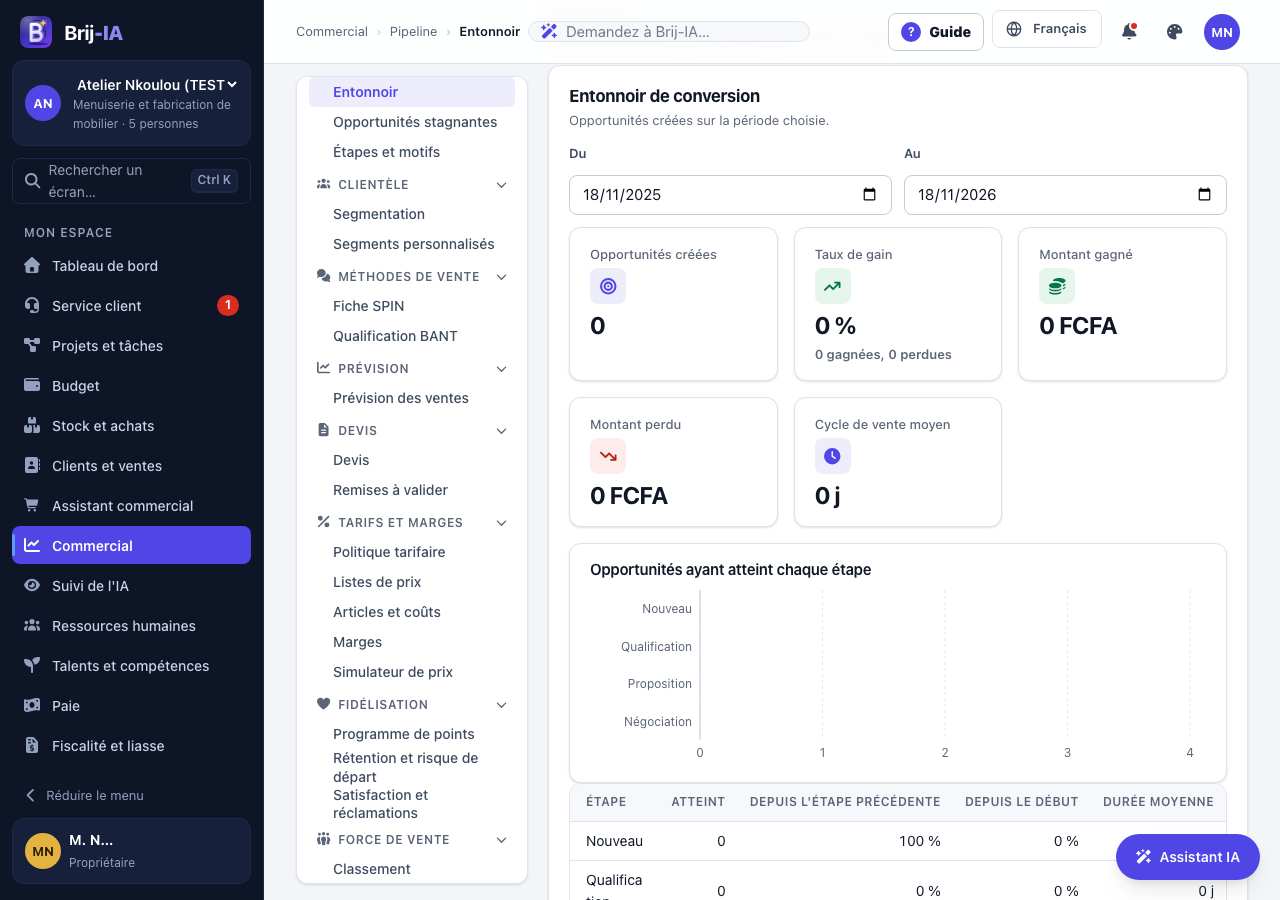 Brij-IA
AN
Atelier Nkoulou (TEST
Menuiserie et fabrication de
mobilier · 5 personnes
Rechercher un
écran...
Ctrl K
MON ESPACE
Tableau de bord
Service client
1
Projets et tâches
Budget
Stock et achats
Clients et ventes
Assistant commercial
Commercial
Suivi de l'IA
Ressources humaines
Talents et compétences
Paie
Fiscalité et liasse
Réduire le menu
MN
M. N...
Propriétaire
Commercial › Pipeline › Entonnoir
Demandez à Brij-IA...
? Guide
Français
MN
Entonnoir
Opportunités stagnantes
Étapes et motifs
CLIENTÈLE
Segmentation
Segments personnalisés
MÉTHODES DE VENTE
Fiche SPIN
Qualification BANT
PRÉVISION
Prévision des ventes
DEVIS
Devis
Remises à valider
TARIFS ET MARGES
Politique tarifaire
Listes de prix
Articles et coûts
Marges
Simulateur de prix
FIDÉLISATION
Programme de points
Rétention et risque de
départ
Satisfaction et
réclamations
FORCE DE VENTE
Classement
Entonnoir de conversion
Opportunités créées sur la période choisie.
Du
Au
18/11/2025
18/11/2026
Opportunités créées
0
Taux de gain
0 %
0 gagnées, 0 perdues
Montant gagné
0 FCFA
Montant perdu
0 FCFA
Cycle de vente moyen
0 j
Opportunités ayant atteint chaque étape
Nouveau
Qualification
Proposition
Négociation
0 1 2 3 4
ÉTAPE ATTEINT DEPUIS L'ÉTAPE PRÉCÉDENTE DEPUIS LE DÉBUT DURÉE MOYENNE
Nouveau 0 100 % 0 %
Qualifica
0 0 % 0 % 0 j
Assistant IA